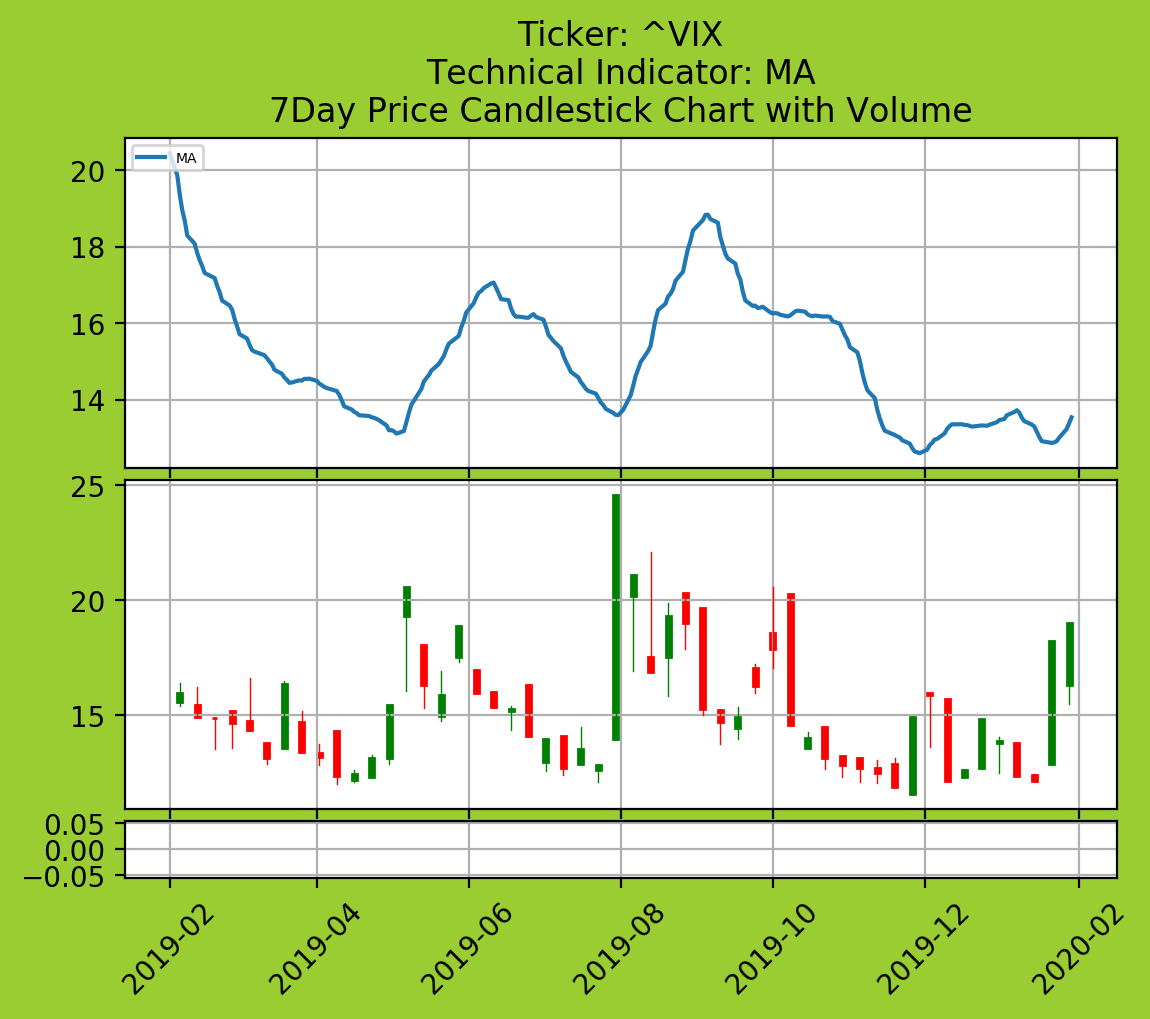 Ticker: ^VIX
Technical Indicator: MA
7Day Price Candlestick Chart with Volume
MA
20
18
16
14
25
20
15
0.05
0.00
−0.05
2019-02 2019-04 2019-06 2019-08 2019-10 2019-12 2020-02